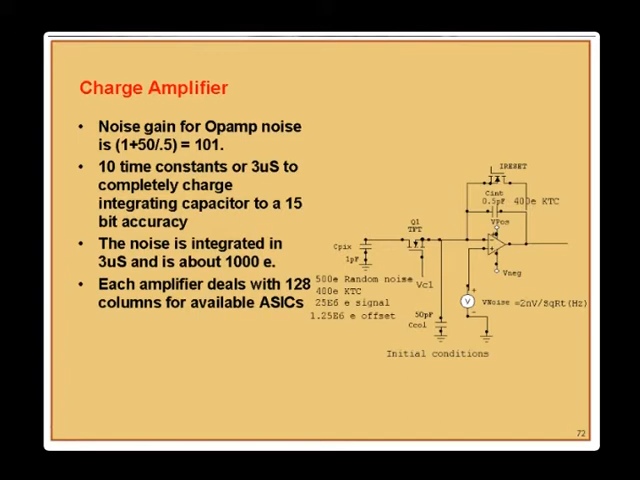 Charge Amplifier
• Noise gain for Opamp noise
is (1+50/.5) = 101.
• 10 time constants or 3uS to
completely charge
integrating capacitor to a 15
bit accuracy
• The noise is integrated in
3uS and is about 1000 e.
• Each amplifier deals with 128
columns for available ASICs
IRESET
Cint
0.5pF 400e KTC
VPos
Q1
TFT
Cpix
1pF
Vneg
500e Random noise
Vcl
400e KTC
25E6 e signal
1.25E6 e offset
50pF
Ccol
V
VNoise =2nV/SqRt(Hz)
Initial conditions
72